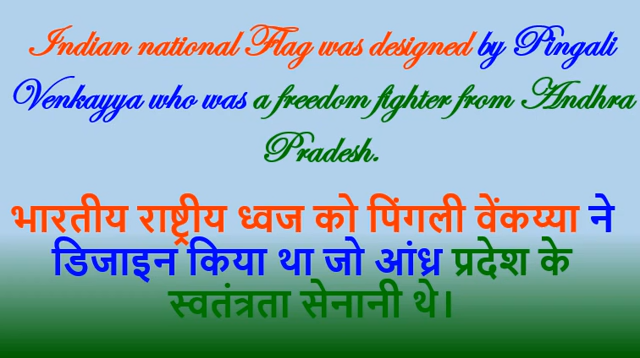 Indian national Flag was designed by Pingali
Venkayya who was a freedom fighter from Andhra
Pradesh.
भारतीय राष्ट्रीय ध्वज को पिंगली वेंकय्या ने
डिजाइन किया था जो आंध्र प्रदेश के
स्वतंत्रता सेनानी थे।